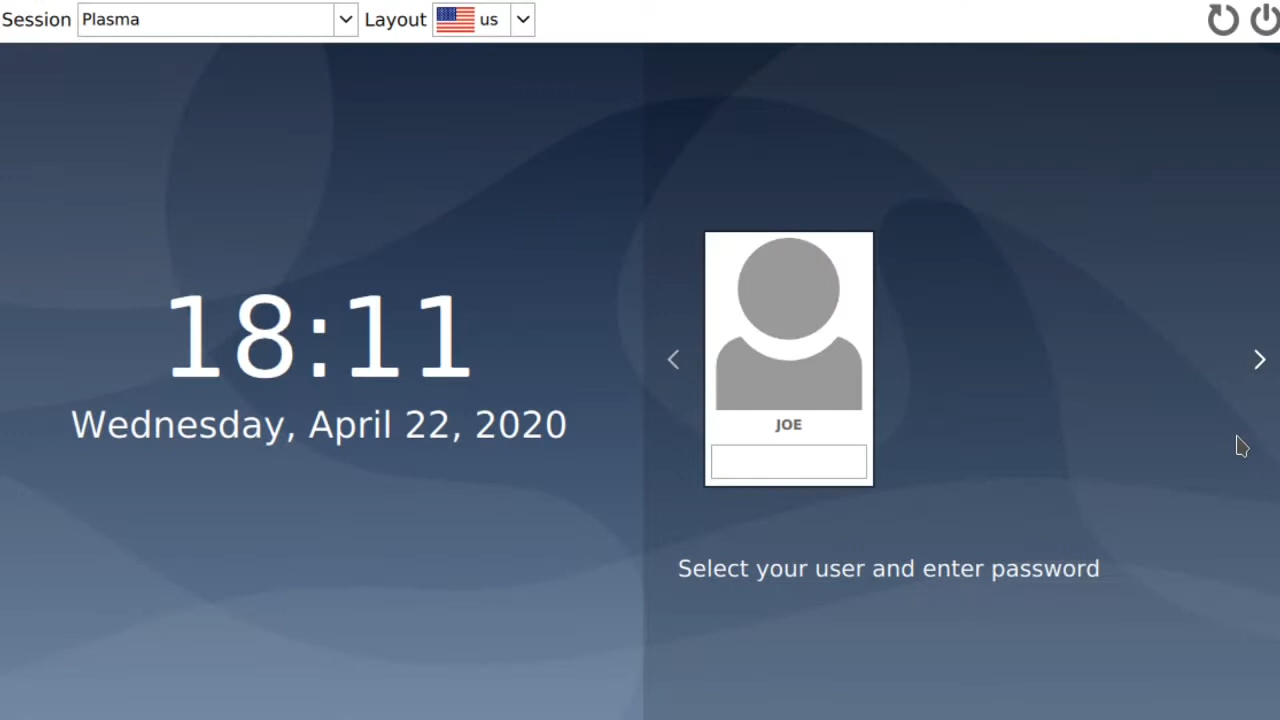 Session Plasma Layout us
18:11
Wednesday, April 22, 2020
JOE
Select your user and enter password